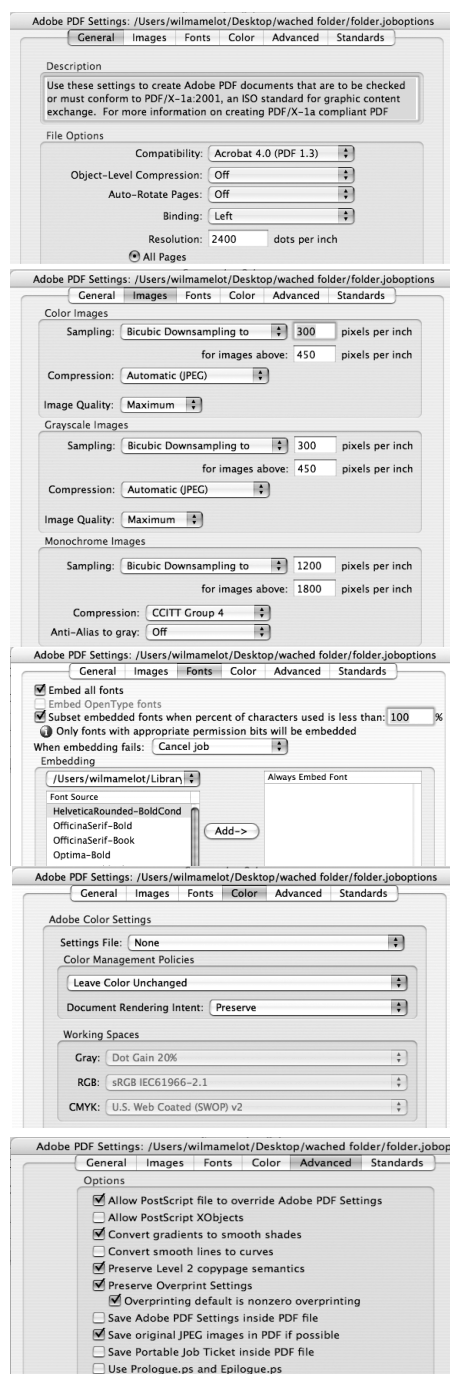 Adobe PDF Settings: /Users/wilmamelot/Desktop/wached folder/folder.joboptions
General Images Fonts Color Advanced Standards
Description
Use these settings to create Adobe PDF documents that are to be checked
or must conform to PDF/X-1a:2001, an ISO standard for graphic content
exchange. For more information on creating PDF/X-1a compliant PDF
File Options
Compatibility: Acrobat 4.0 (PDF 1.3)
Object-Level Compression: Off
Auto-Rotate Pages: Off
Binding: Left
Resolution: 2400 dots per inch
All Pages
Adobe PDF Settings: /Users/wilmamelot/Desktop/wached folder/folder.joboptions
General Images Fonts Color Advanced Standards
Color Images
Sampling: Bicubic Downsampling to 300 pixels per inch
for images above: 450 pixels per inch
Compression: Automatic (JPEG)
Image Quality: Maximum
Grayscale Images
Sampling: Bicubic Downsampling to 300 pixels per inch
for images above: 450 pixels per inch
Compression: Automatic (JPEG)
Image Quality: Maximum
Monochrome Images
Sampling: Bicubic Downsampling to 1200 pixels per inch
for images above: 1800 pixels per inch
Compression: CCITT Group 4
Anti-Alias to gray: Off
Adobe PDF Settings: /Users/wilmamelot/Desktop/wached folder/folder.joboptions
General Images Fonts Color Advanced Standards
Embed all fonts
Embed OpenType fonts
Subset embedded fonts when percent of characters used is less than: 100 %
Only fonts with appropriate permission bits will be embedded
When embedding fails: Cancel job
Embedding
/Users/wilmamelot/Library Always Embed Font
Font Source
HelveticaRounded-BoldCond
OfficinaSerif-Bold
OfficinaSerif-Book
Optima-Bold
Add->
Adobe PDF Settings: /Users/wilmamelot/Desktop/wached folder/folder.joboptions
General Images Fonts Color Advanced Standards
Adobe Color Settings
Settings File: None
Color Management Policies
Leave Color Unchanged
Document Rendering Intent: Preserve
Working Spaces
Gray: Dot Gain 20%
RGB: sRGB IEC61966-2.1
CMYK: U.S. Web Coated (SWOP) v2
Adobe PDF Settings: /Users/wilmamelot/Desktop/wached folder/folder.jobop
General Images Fonts Color Advanced Standards
Options
Allow PostScript file to override Adobe PDF Settings
Allow PostScript XObjects
Convert gradients to smooth shades
Convert smooth lines to curves
Preserve Level 2 copypage semantics
Preserve Overprint Settings
Overprinting default is nonzero overprinting
Save Adobe PDF Settings inside PDF file
Save original JPEG images in PDF if possible
Save Portable Job Ticket inside PDF file
Use Prologue.ps and Epilogue.ps